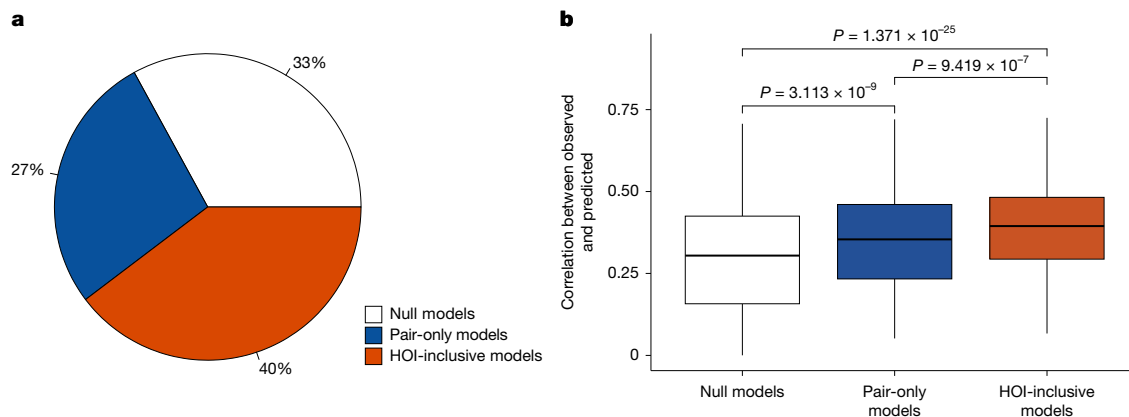 a
33%
27%
40%
Null models
Pair-only models
HOI-inclusive models
b
P = 1.371 × 10⁻²⁵
P = 9.419 × 10⁻⁷
P = 3.113 × 10⁻⁹
Correlation between observed
and predicted
0.75
0.50
0.25
0
Null models
Pair-only
models
HOI-inclusive
models